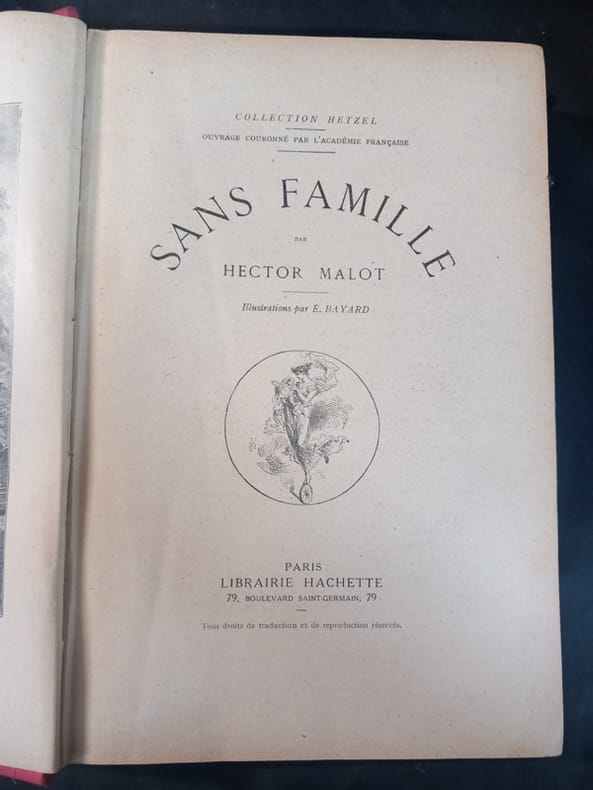 COLLECTION HETZEL
OUVRAGE COURONNÉ PAR L'ACADÉMIE FRANÇAISE
SANS FAMILLE
PAR
HECTOR MALOT
Illustrations par É. BAYARD
PARIS
LIBRAIRIE HACHETTE
79, BOULEVARD SAINT-GERMAIN, 79
Tous droits de traduction et de reproduction réservés.